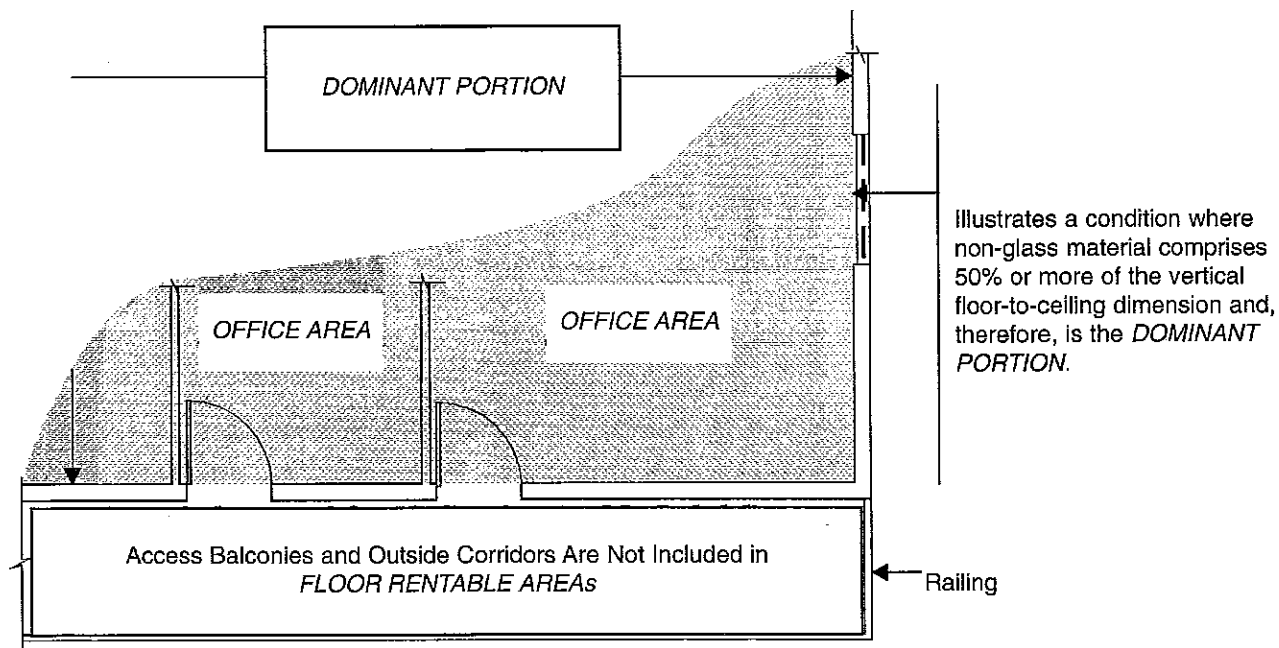 DOMINANT PORTION
Illustrates a condition where
non-glass material comprises
50% or more of the vertical
floor-to-ceiling dimension and,
therefore, is the DOMINANT
PORTION.
OFFICE AREA
OFFICE AREA
Access Balconies and Outside Corridors Are Not Included in
FLOOR RENTABLE AREAs
Railing